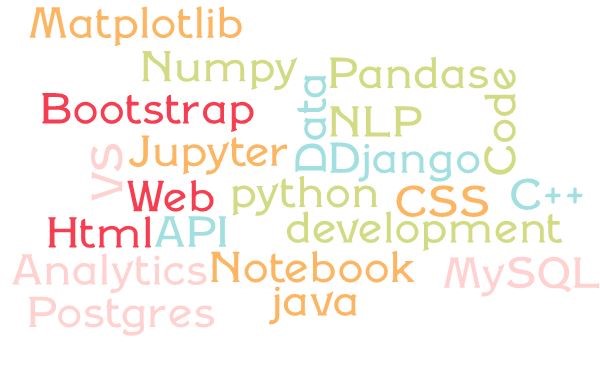 Matplotlib
Numpy
Pandas
Code
Data
Bootstrap
NLP
VS
Jupyter
Django
Web
python
CSS
C++
Html
API
development
Analytics
Notebook
MySQL
Postgres
java